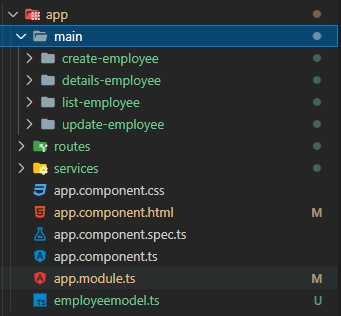 app
main
create-employee
details-employee
list-employee
update-employee
routes
services
app.component.css
app.component.html M
app.component.spec.ts
app.component.ts
app.module.ts M
employeemodel.ts U